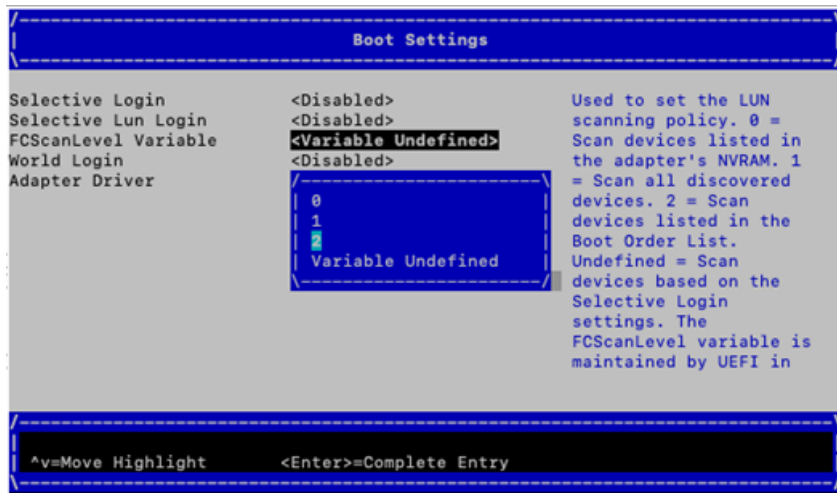 Boot Settings
Selective Login <Disabled>
Selective Lun Login <Disabled>
FCScanLevel Variable <Variable Undefined>
World Login <Disabled>
Adapter Driver
0
1
2
Variable Undefined
Used to set the LUN
scanning policy. 0 =
Scan devices listed in
the adapter's NVRAM. 1
= Scan all discovered
devices. 2 = Scan
devices listed in the
Boot Order List.
Undefined = Scan
devices based on the
Selective Login
settings. The
FCScanLevel variable is
maintained by UEFI in
^v=Move Highlight <Enter>=Complete Entry